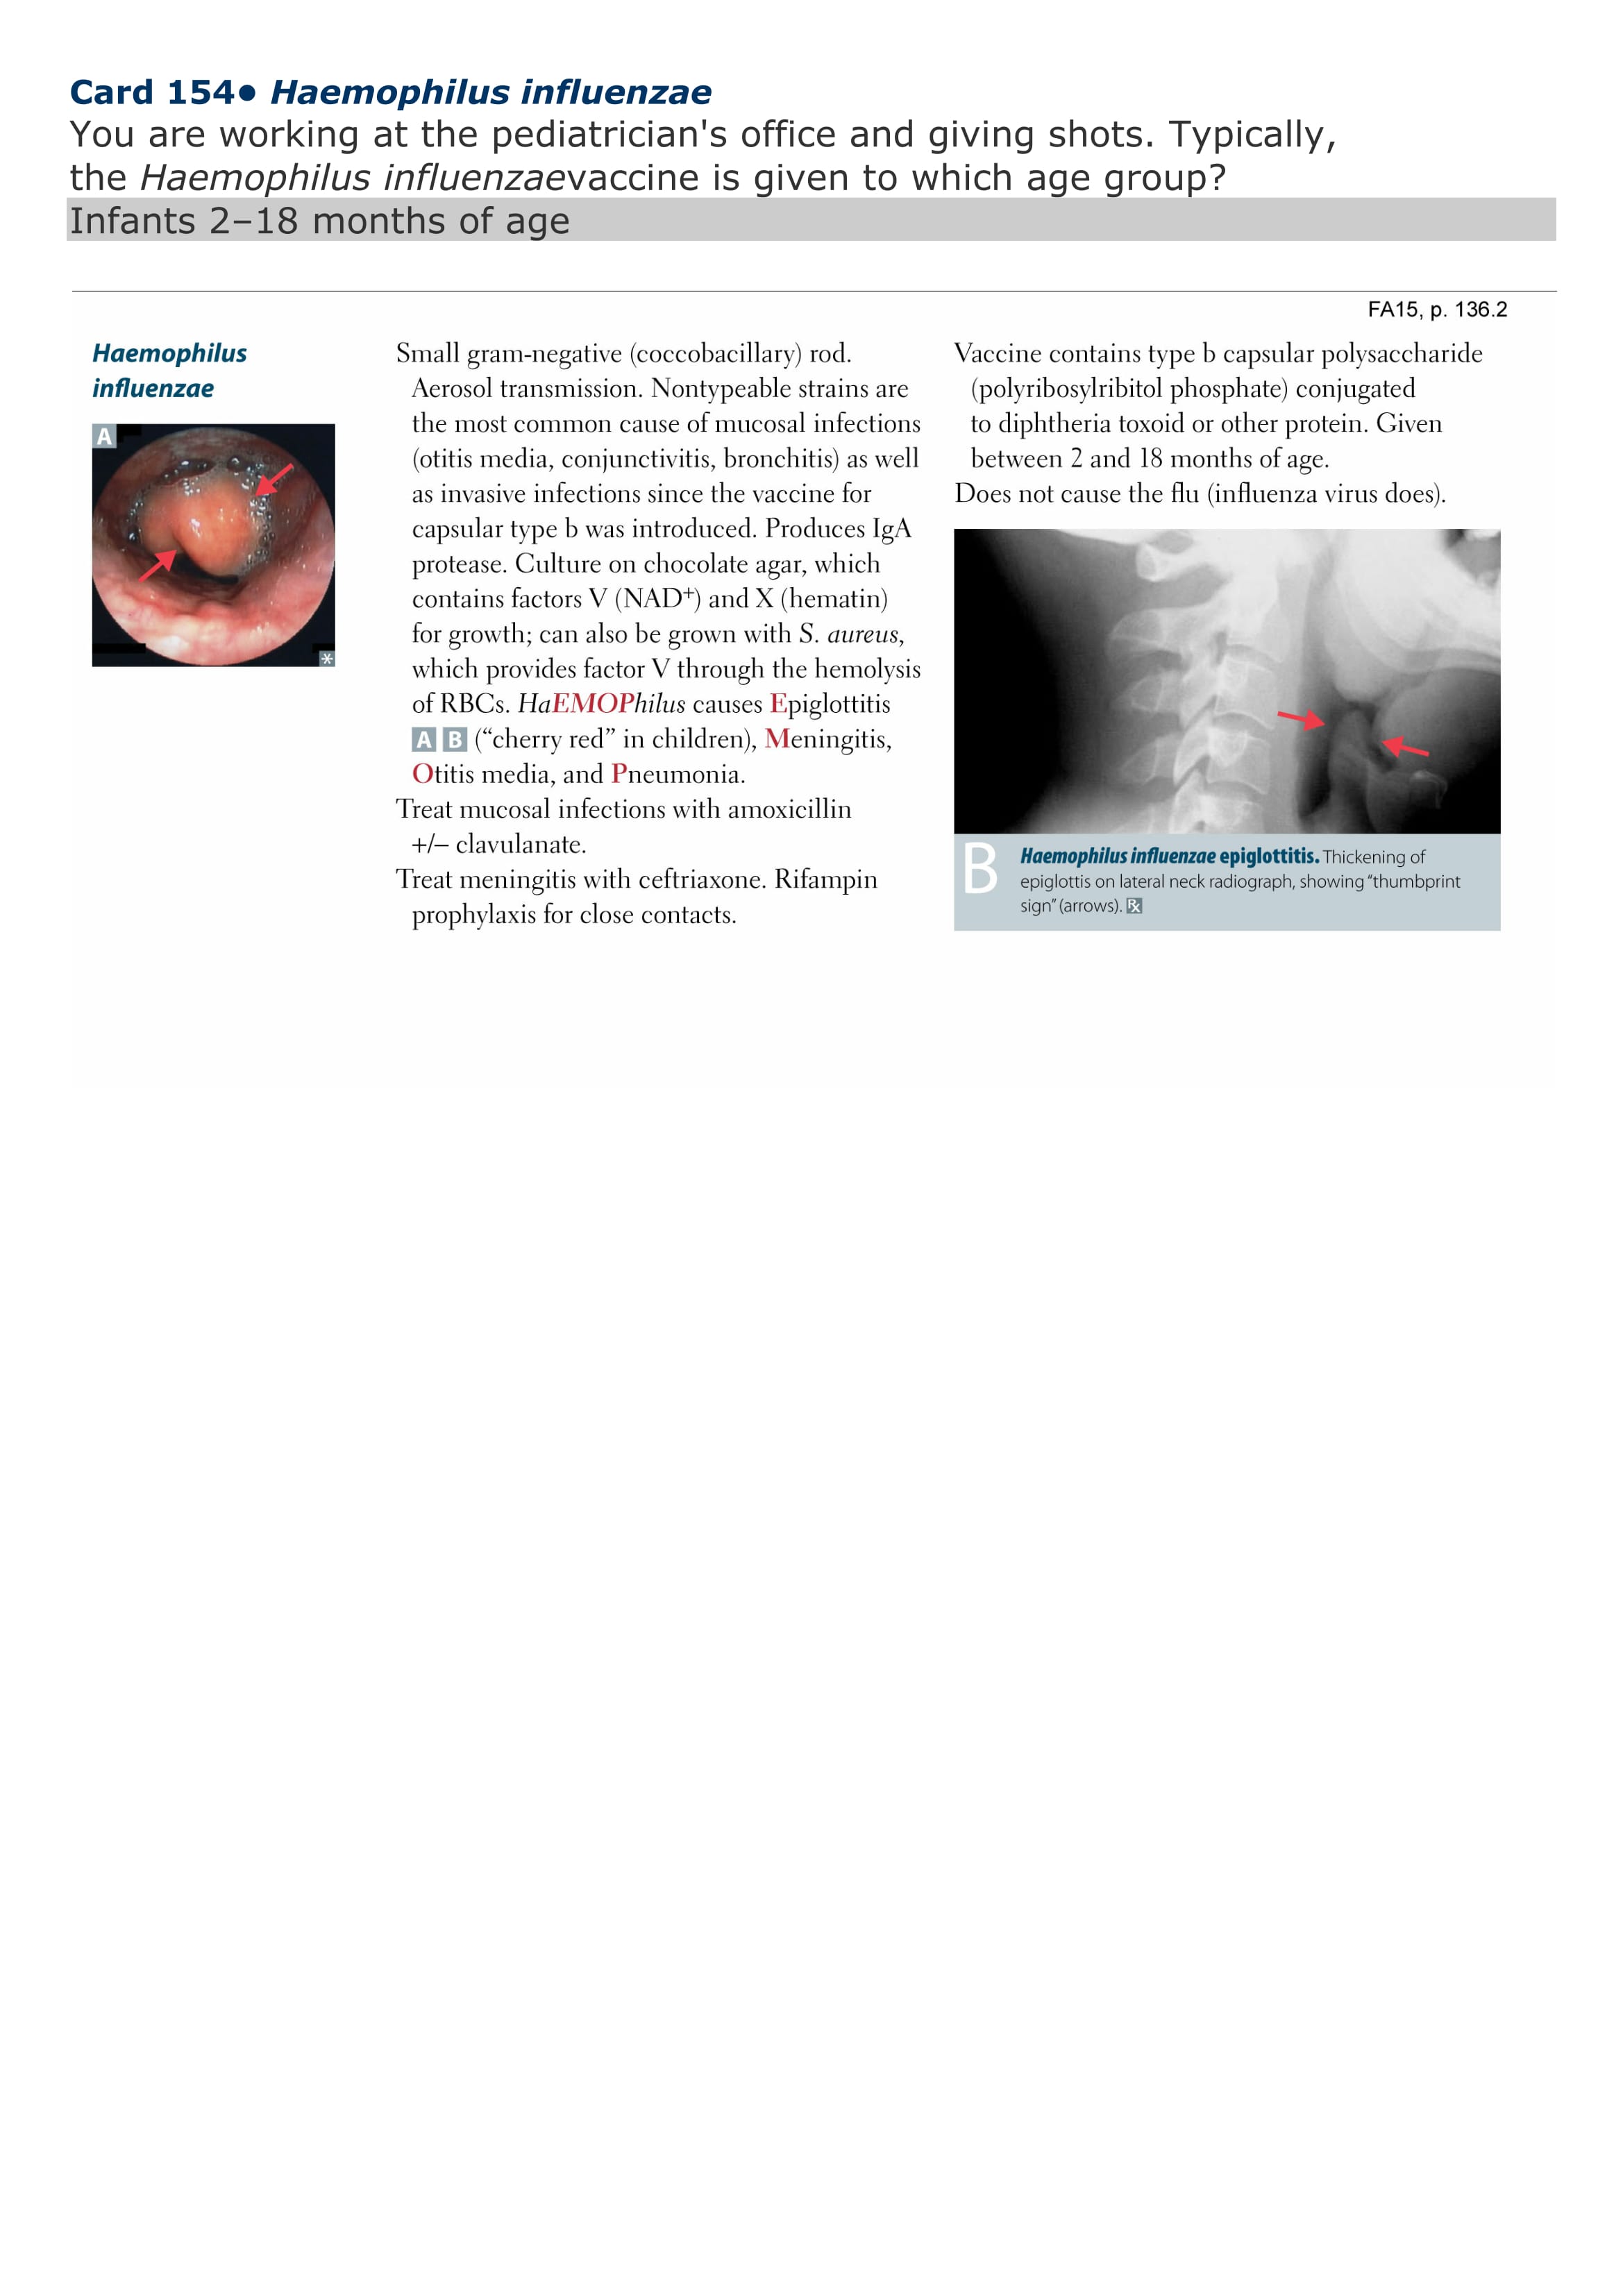 Card 154• Haemophilus influenzae
You are working at the pediatrician's office and giving shots. Typically,
the Haemophilus influenzaevaccine is given to which age group?
Infants 2–18 months of age
FA15, p. 136.2
Haemophilus
influenzae
A
*
Small gram-negative (coccobacillary) rod.
Aerosol transmission. Nontypeable strains are
the most common cause of mucosal infections
(otitis media, conjunctivitis, bronchitis) as well
as invasive infections since the vaccine for
capsular type b was introduced. Produces IgA
protease. Culture on chocolate agar, which
contains factors V (NAD⁺) and X (hematin)
for growth; can also be grown with S. aureus,
which provides factor V through the hemolysis
of RBCs. HaEMOPhilus causes Epiglottitis
A B (“cherry red” in children), Meningitis,
Otitis media, and Pneumonia.
Treat mucosal infections with amoxicillin
+/– clavulanate.
Treat meningitis with ceftriaxone. Rifampin
prophylaxis for close contacts.
Vaccine contains type b capsular polysaccharide
(polyribosylribitol phosphate) conjugated
to diphtheria toxoid or other protein. Given
between 2 and 18 months of age.
Does not cause the flu (influenza virus does).
B
Haemophilus influenzae epiglottitis. Thickening of
epiglottis on lateral neck radiograph, showing “thumbprint
sign” (arrows). Rx